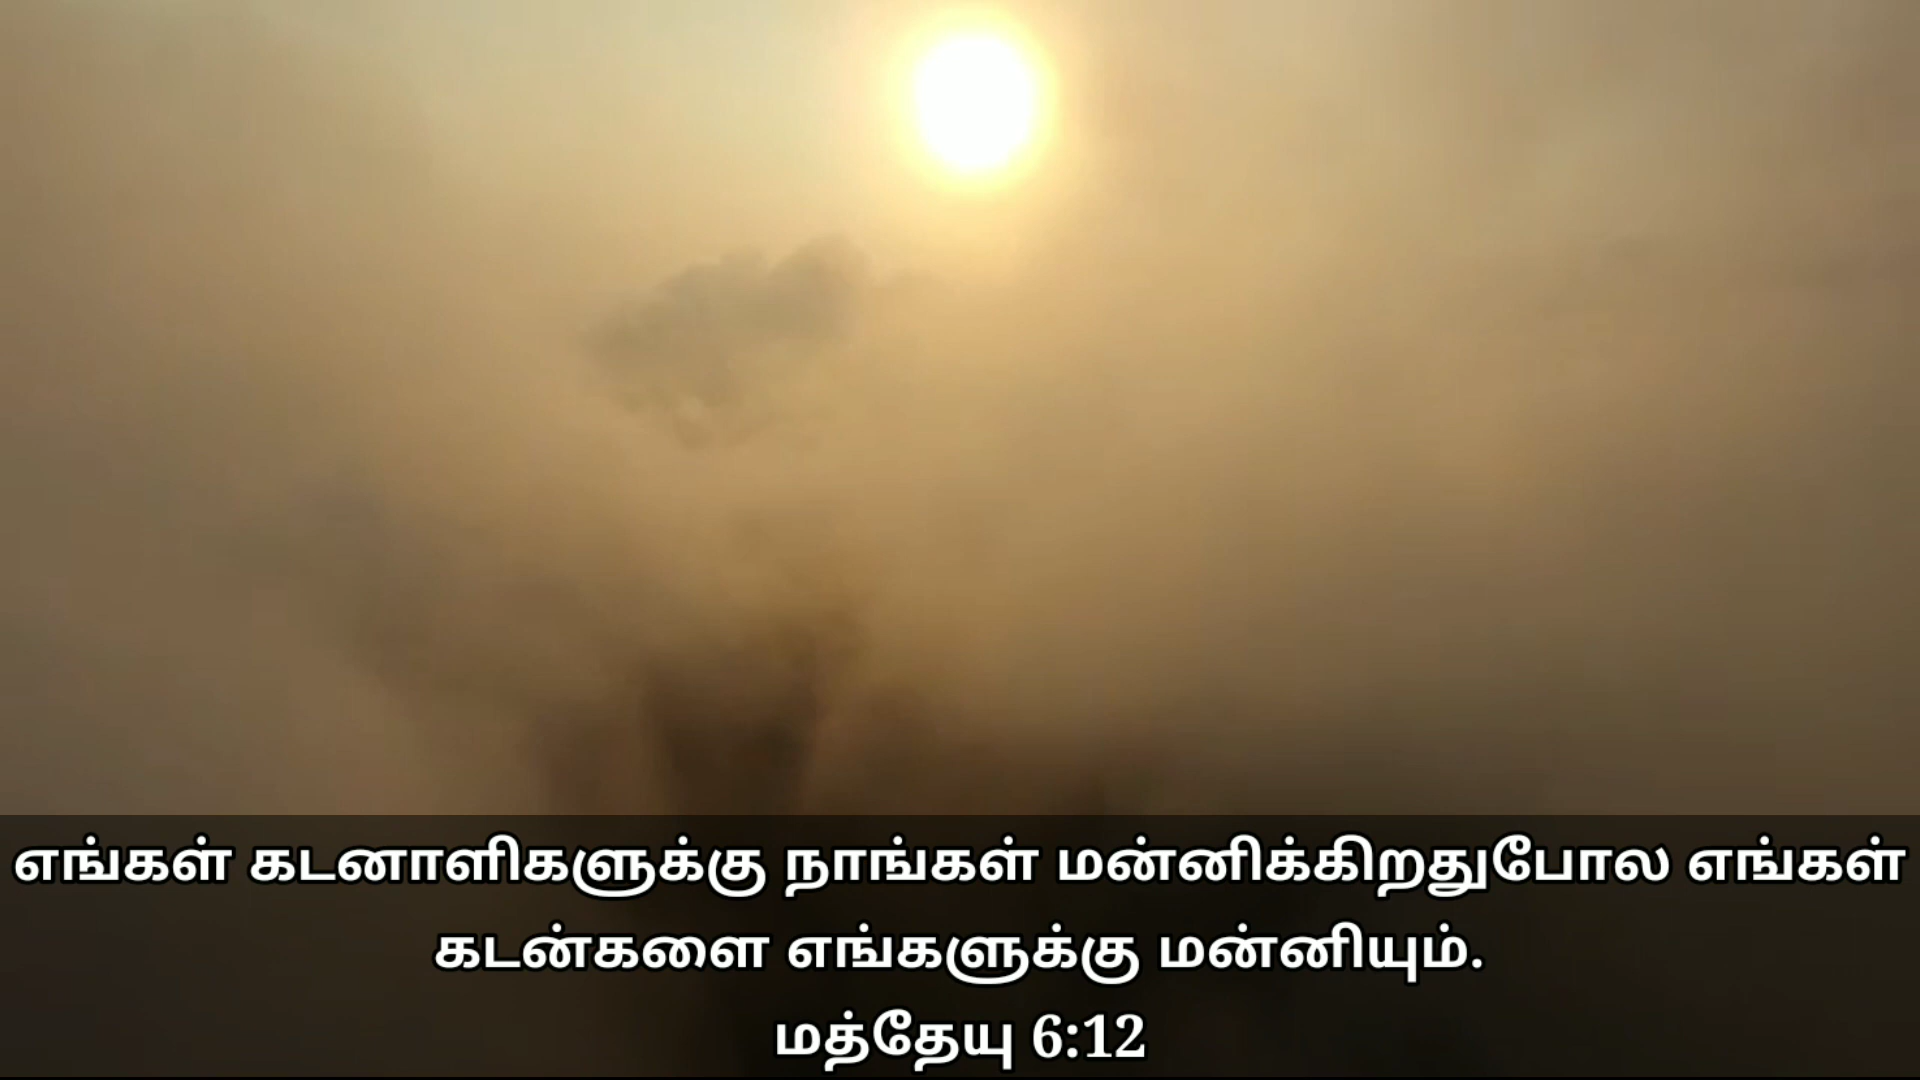 எங்கள் கடனாளிகளுக்கு நாங்கள் மன்னிக்கிறதுபோல எங்கள்
கடன்களை எங்களுக்கு மன்னியும்.
மத்தேயு 6:12